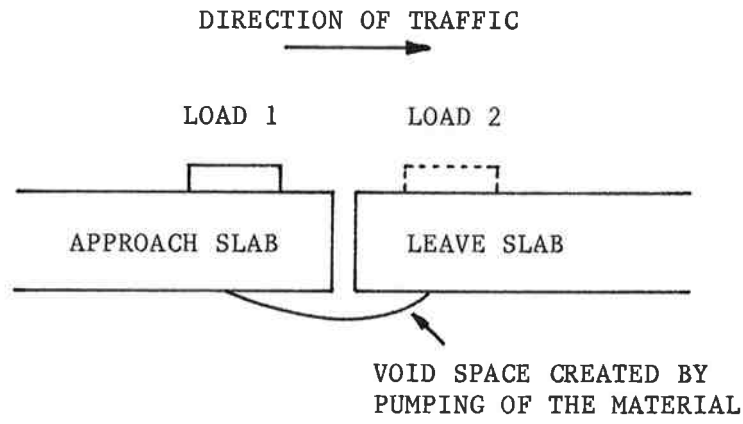 DIRECTION OF TRAFFIC
LOAD 1
LOAD 2
APPROACH SLAB
LEAVE SLAB
VOID SPACE CREATED BY
PUMPING OF THE MATERIAL